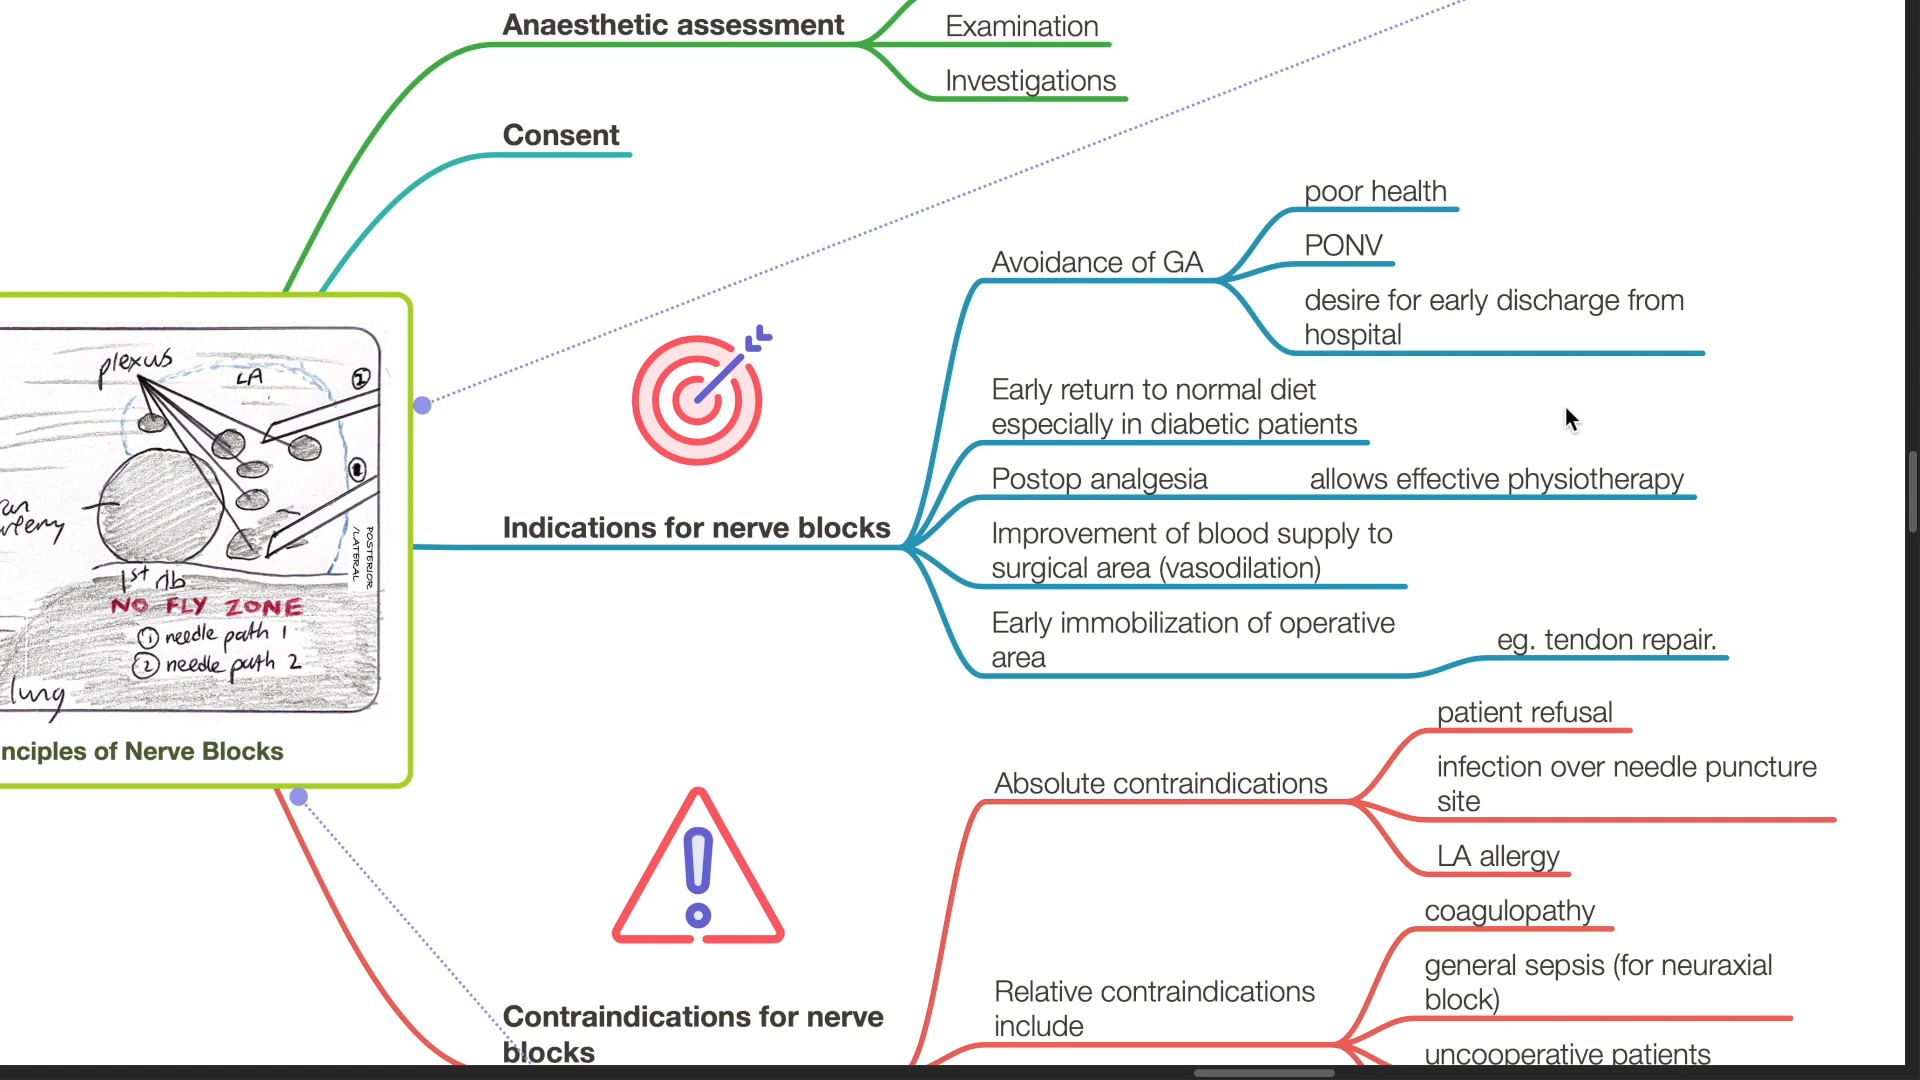 Anaesthetic assessment
Examination
Investigations
Consent
Indications for nerve blocks
Avoidance of GA
poor health
PONV
desire for early discharge from
hospital
Early return to normal diet
especially in diabetic patients
Postop analgesia
allows effective physiotherapy
Improvement of blood supply to
surgical area (vasodilation)
Early immobilization of operative
area
eg. tendon repair.
plexus
LA
1
2
POSTERIOR
/LATERAL
1st rib
NO FLY ZONE
1 needle path 1
2 needle path 2
lung
nciples of Nerve Blocks
Contraindications for nerve
blocks
Absolute contraindications
patient refusal
infection over needle puncture
site
LA allergy
Relative contraindications
include
coagulopathy
general sepsis (for neuraxial
block)
uncooperative patients